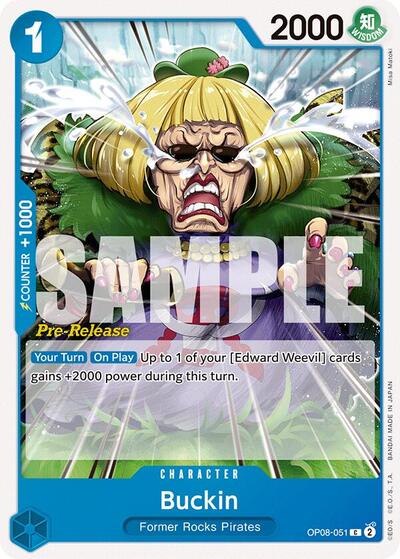 1
2000
知
WISDOM
Misa Matoki
COUNTER +1000
SAMPLE
Pre-Release
Your Turn On Play Up to 1 of your [Edward Weevil] cards
gains +2000 power during this turn.
©E.O./S., T.A. BANDAI MADE IN JAPAN
CHARACTER
Buckin
Former Rocks Pirates
OP08-051 C 2